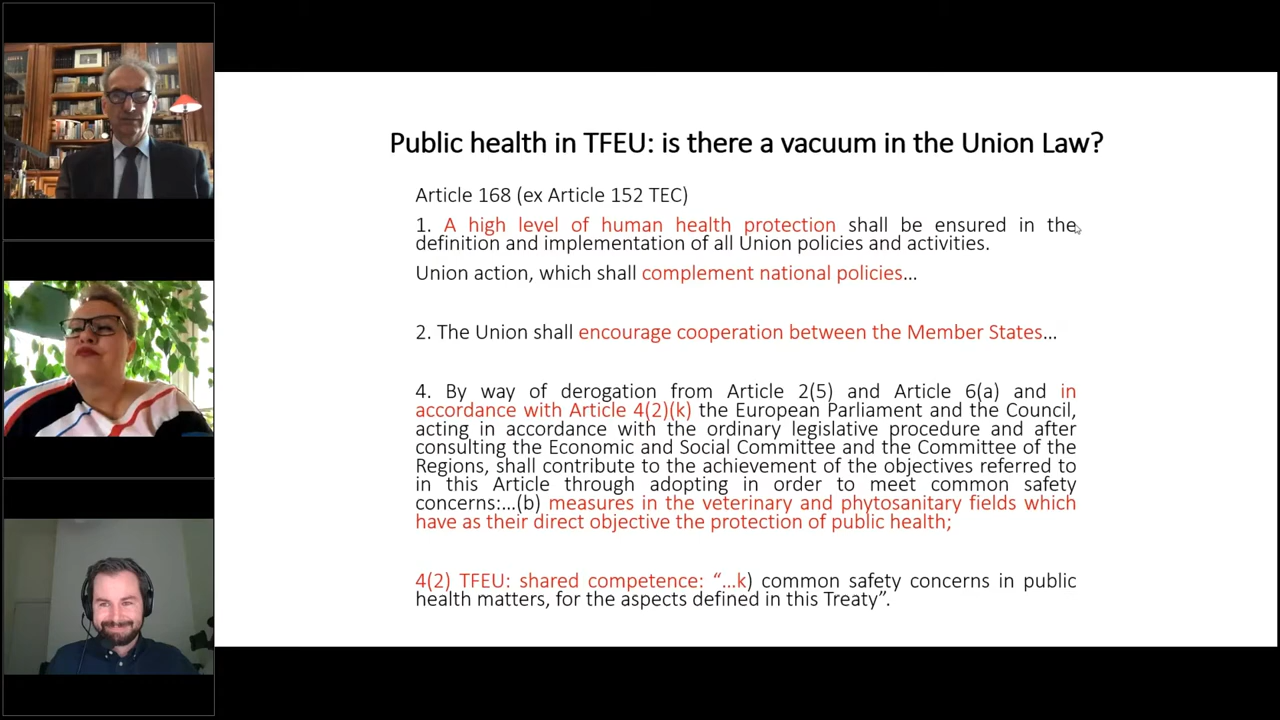 Public health in TFEU: is there a vacuum in the Union Law?
Article 168 (ex Article 152 TEC)
1. A high level of human health protection shall be ensured in the
definition and implementation of all Union policies and activities.
Union action, which shall complement national policies…
2. The Union shall encourage cooperation between the Member States…
4. By way of derogation from Article 2(5) and Article 6(a) and in
accordance with Article 4(2)(k) the European Parliament and the Council,
acting in accordance with the ordinary legislative procedure and after
consulting the Economic and Social Committee and the Committee of the
Regions, shall contribute to the achievement of the objectives referred to
in this Article through adopting in order to meet common safety
concerns:…(b) measures in the veterinary and phytosanitary fields which
have as their direct objective the protection of public health;
4(2) TFEU: shared competence: “…k) common safety concerns in public
health matters, for the aspects defined in this Treaty”.